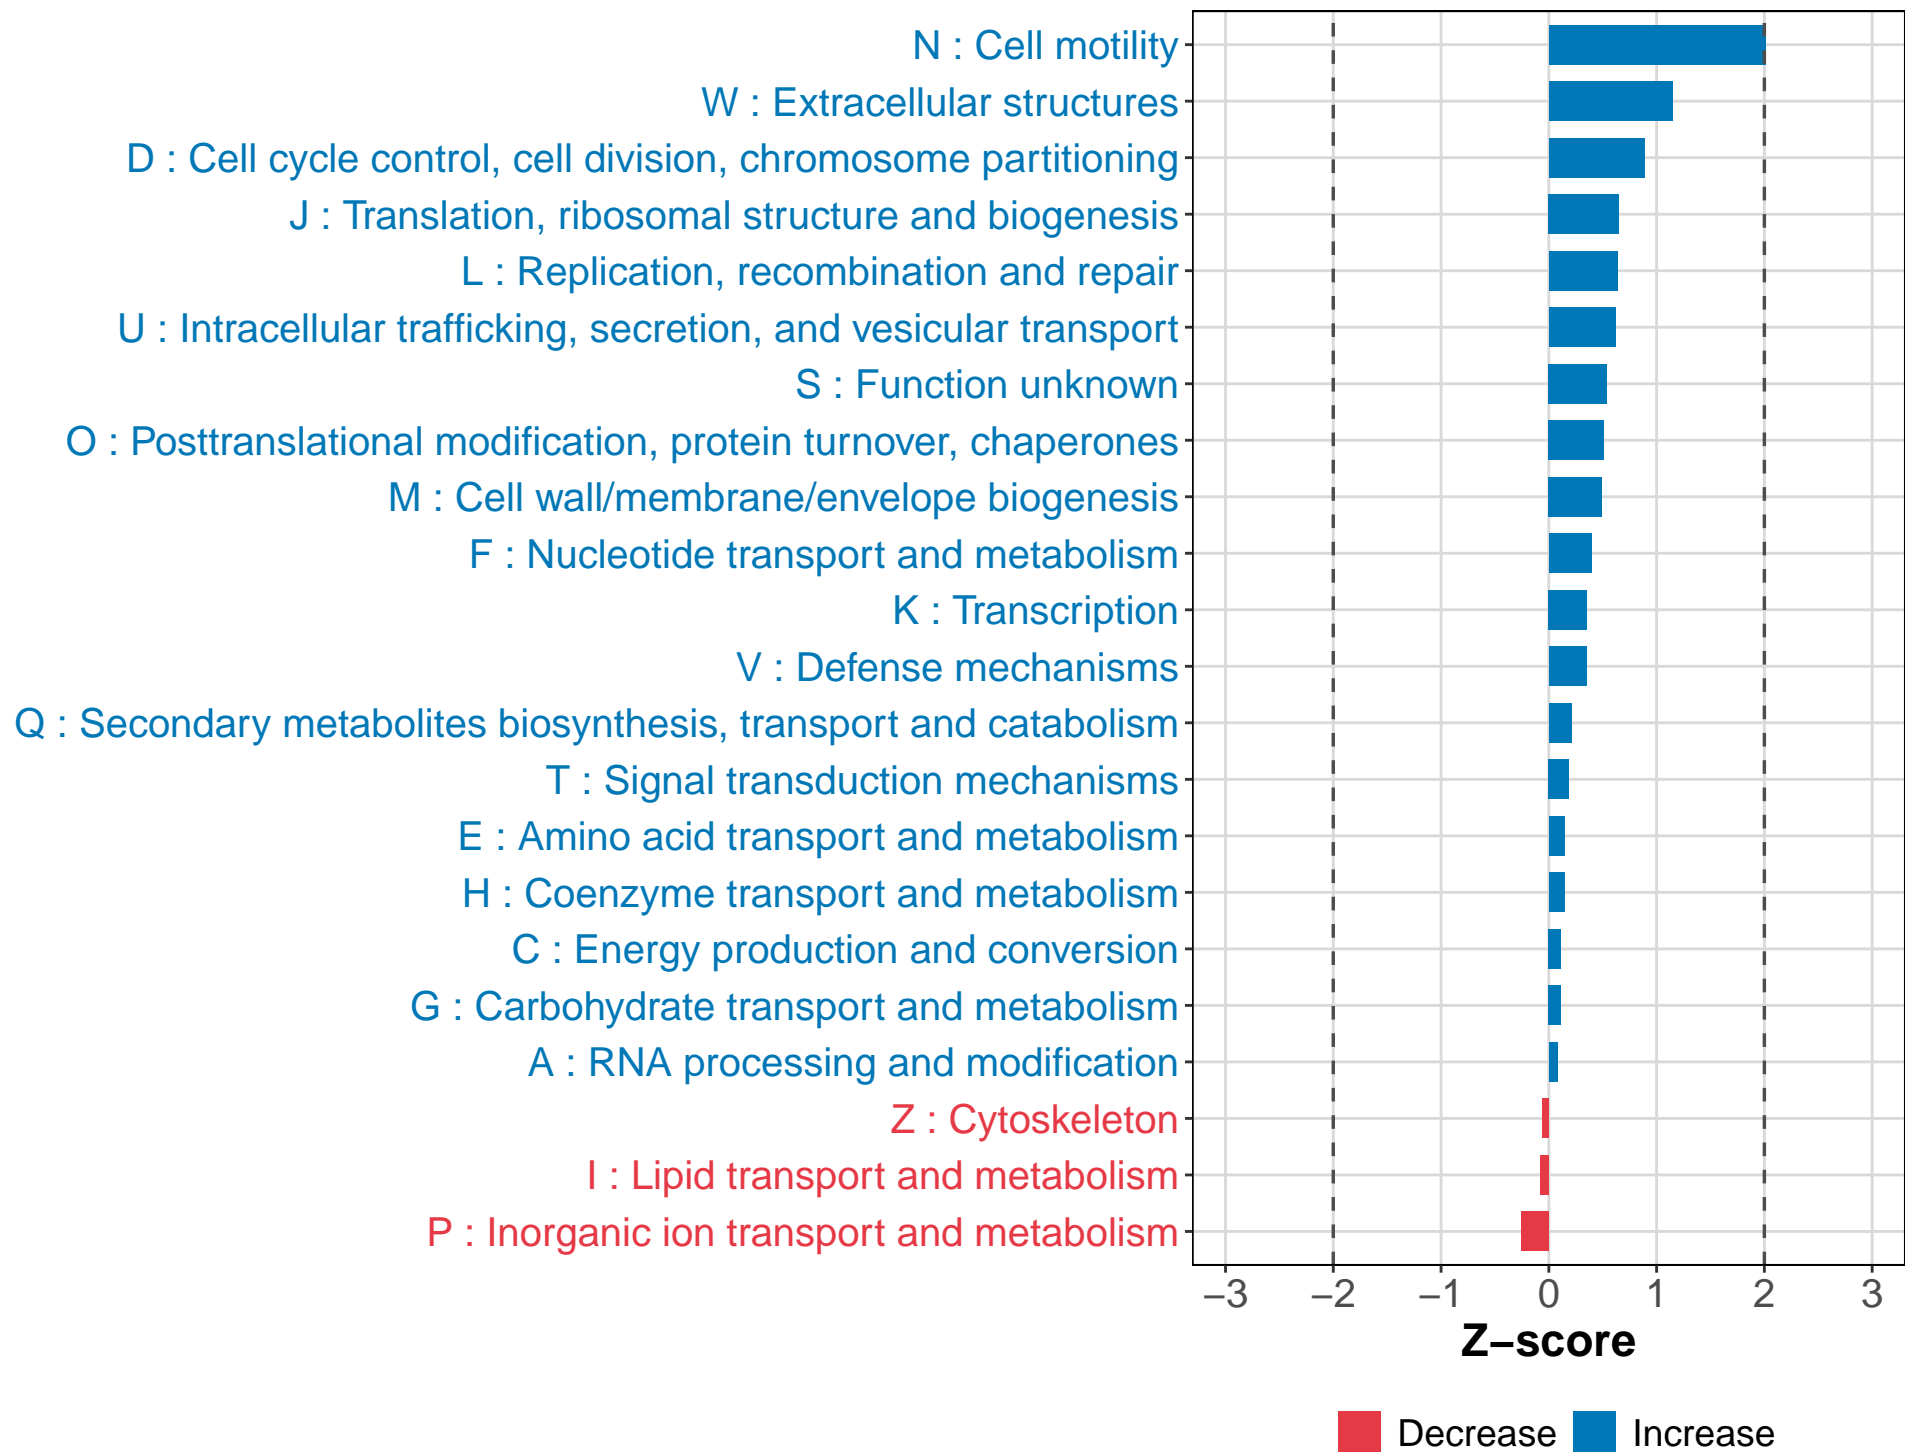 N : Cell motility
W : Extracellular structures
D : Cell cycle control, cell division, chromosome partitioning
J : Translation, ribosomal structure and biogenesis
L : Replication, recombination and repair
U : Intracellular trafficking, secretion, and vesicular transport
S : Function unknown
O : Posttranslational modification, protein turnover, chaperones
M : Cell wall/membrane/envelope biogenesis
F : Nucleotide transport and metabolism
K : Transcription
V : Defense mechanisms
Q : Secondary metabolites biosynthesis, transport and catabolism
T : Signal transduction mechanisms
E : Amino acid transport and metabolism
H : Coenzyme transport and metabolism
C : Energy production and conversion
G : Carbohydrate transport and metabolism
A : RNA processing and modification
Z : Cytoskeleton
I : Lipid transport and metabolism
P : Inorganic ion transport and metabolism
−3 −2 −1 0 1 2 3
Z−score
Decrease Increase